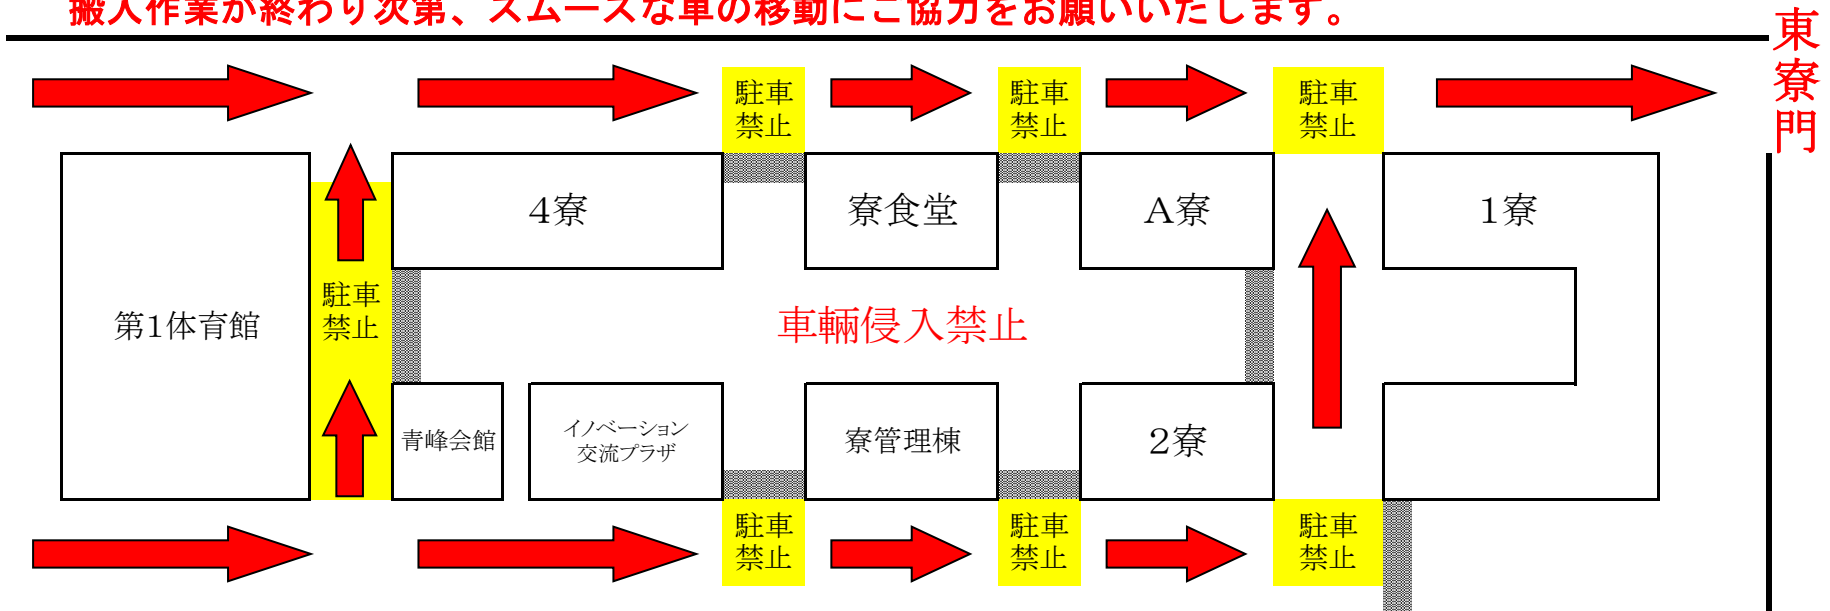 搬入作業が終わり次第、スムーズな車の移動にご協力をお願いいたします。
東寮門
駐車
禁止
駐車
禁止
駐車
禁止
4寮
寮食堂
A寮
1寮
第1体育館
駐車
禁止
車輌侵入禁止
青峰会館
イノベーション
交流プラザ
寮管理棟
2寮
駐車
禁止
駐車
禁止
駐車
禁止